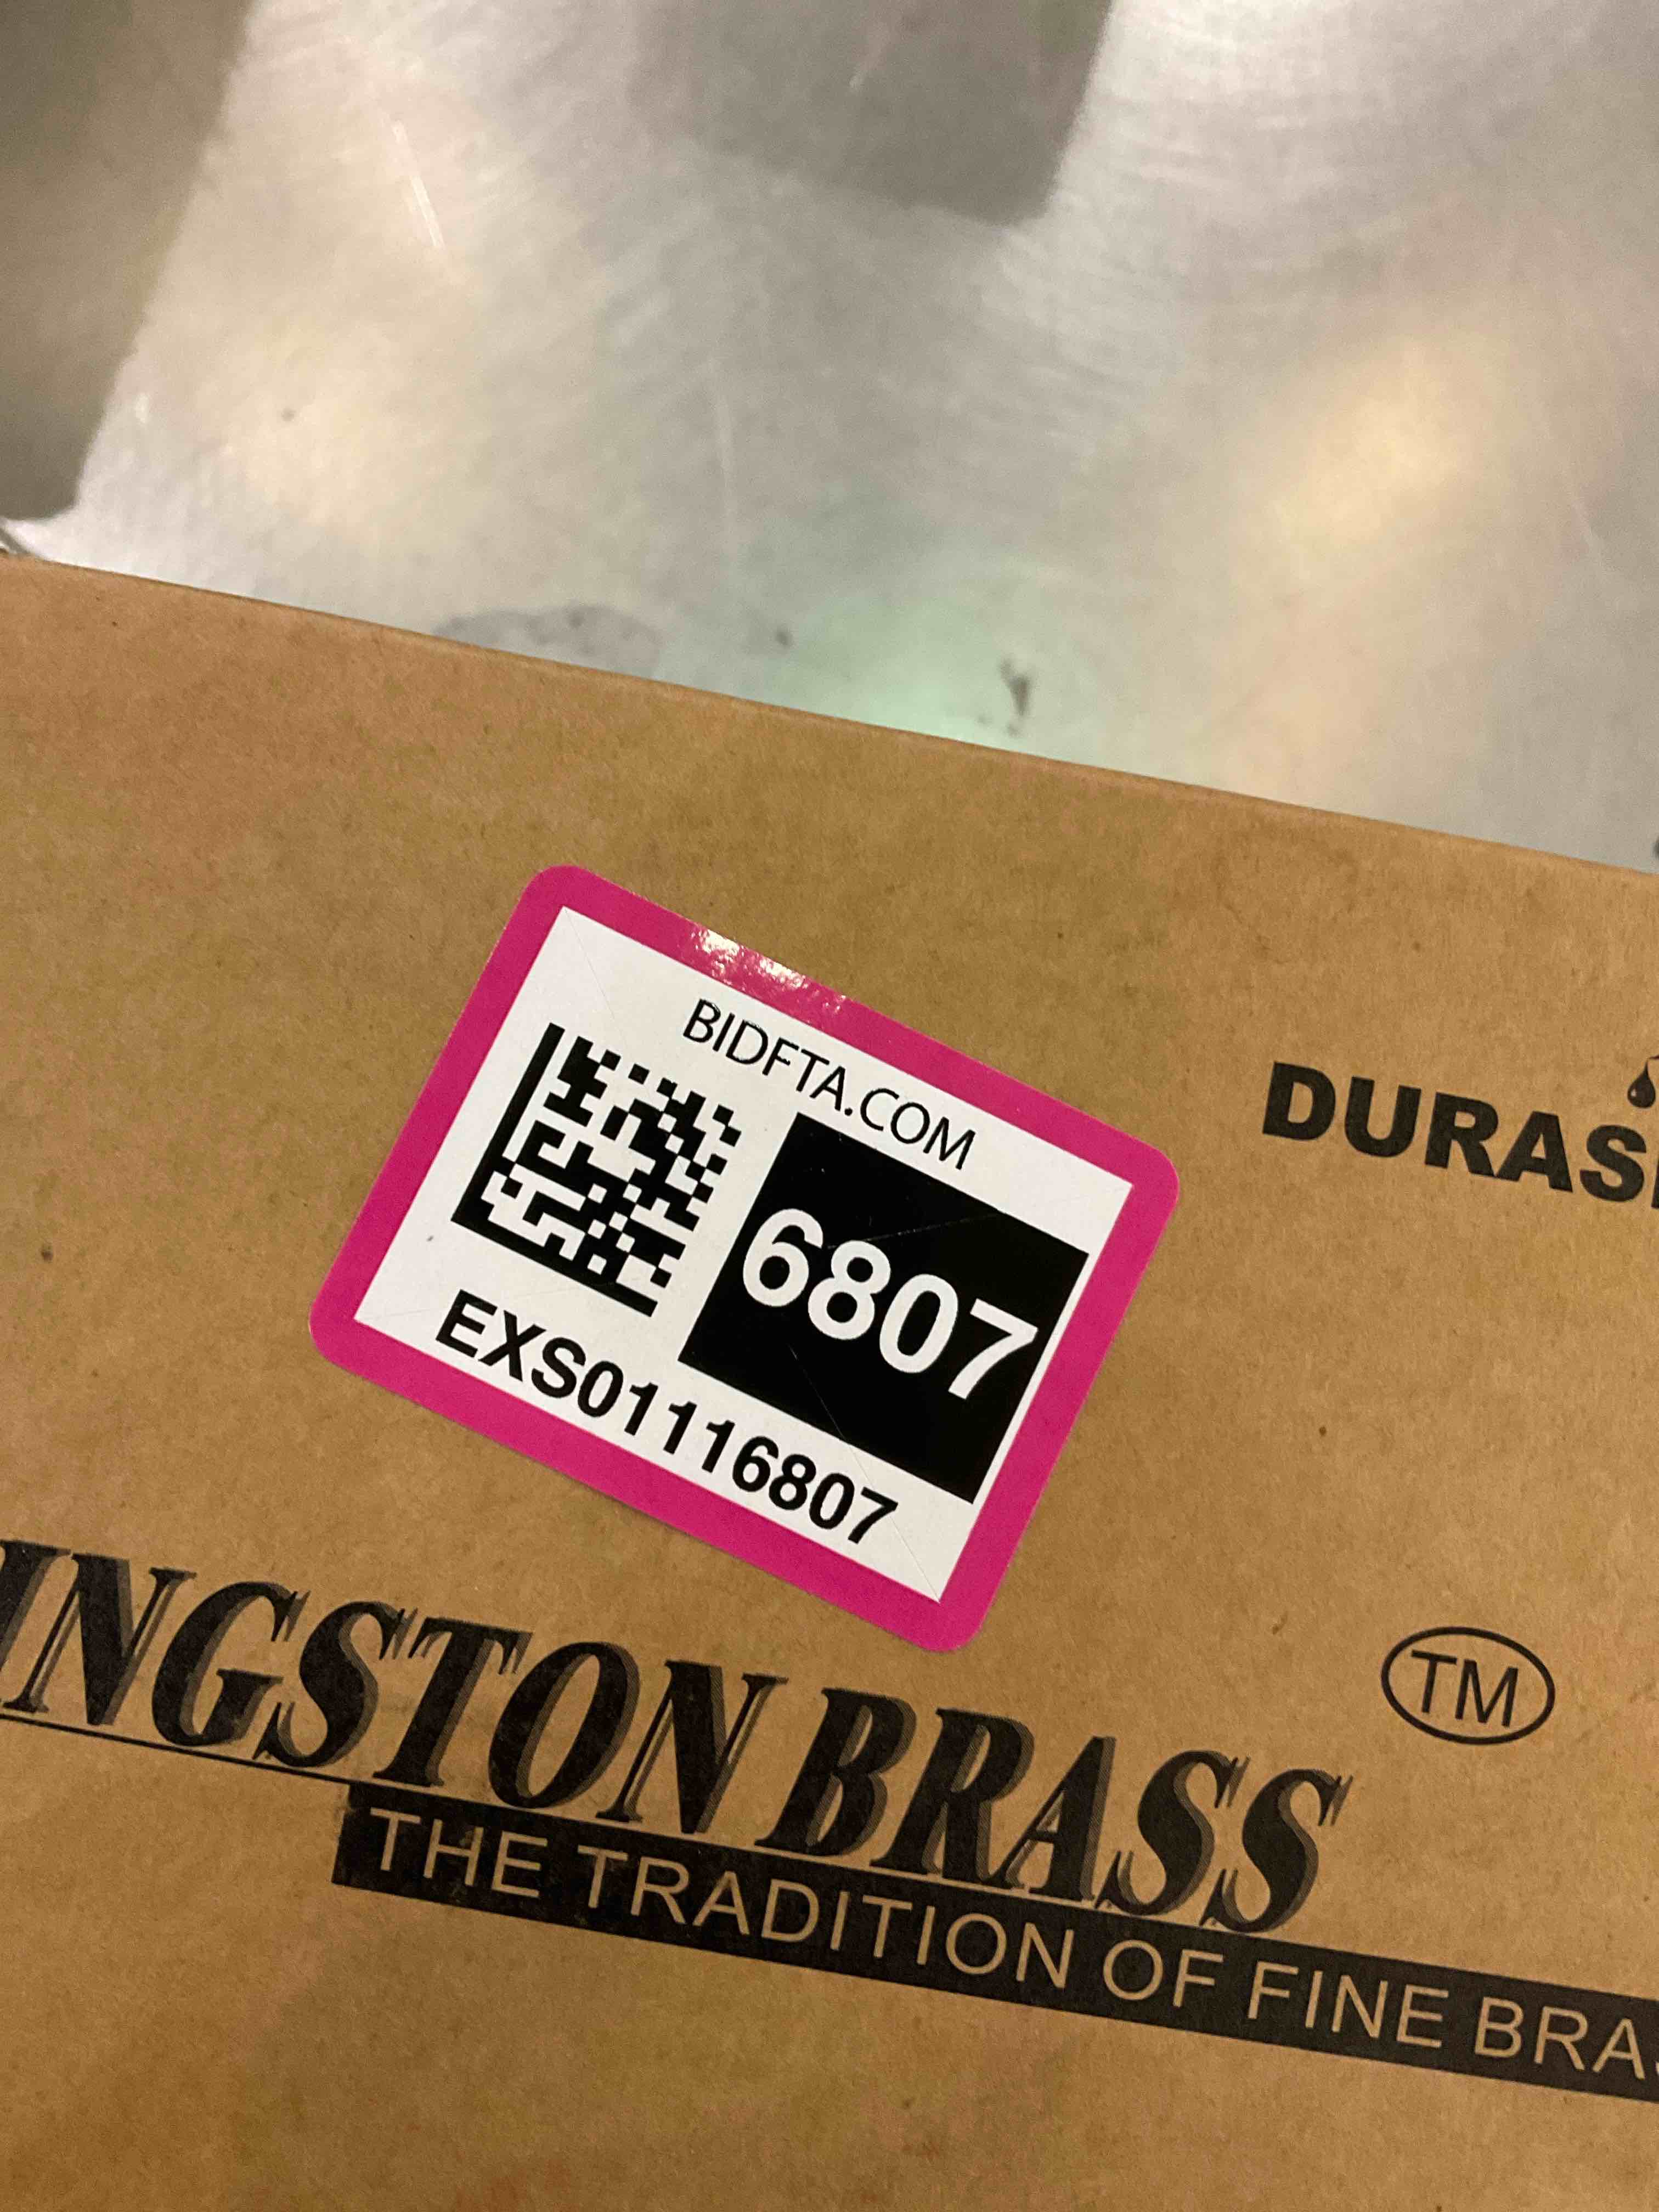 BIDFTA.COM
6807
EXS01116807
DURAS
INGSTON BRASS
TM
THE TRADITION OF FINE BRAS